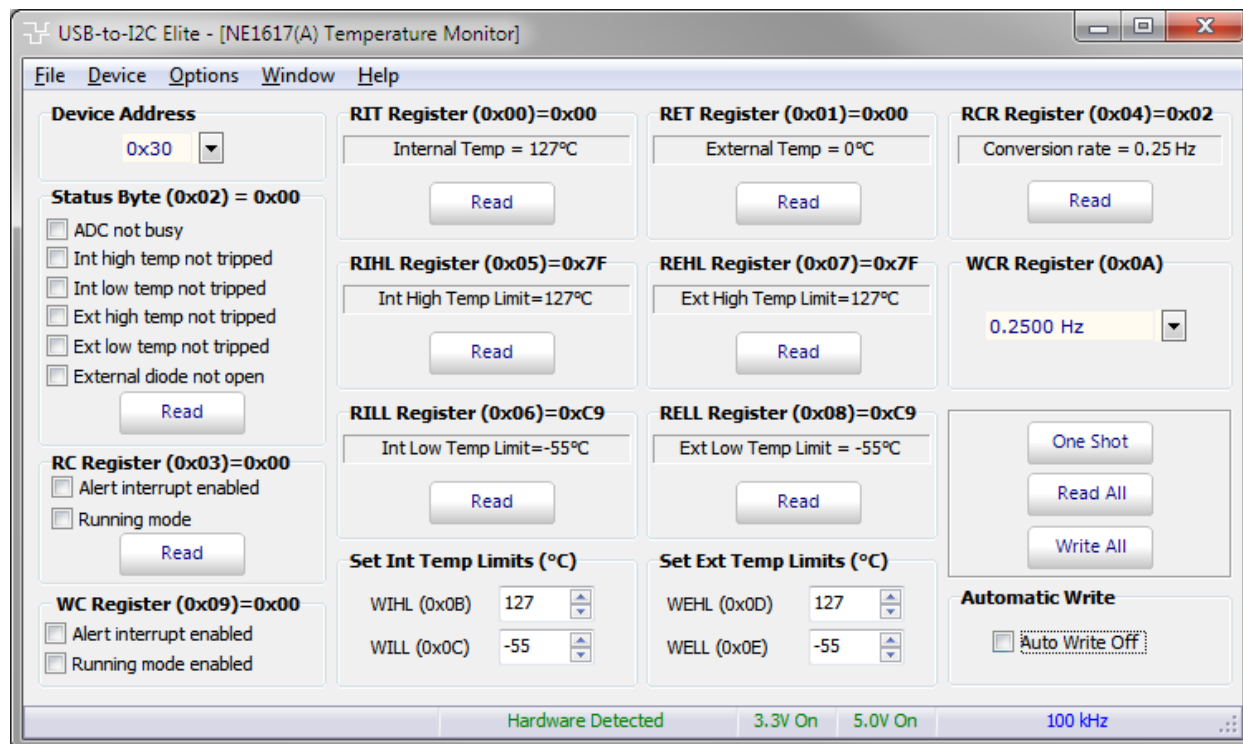 USB-to-I2C Elite - [NE1617(A) Temperature Monitor]
File Device Options Window Help
Device Address
0x30
Status Byte (0x02) = 0x00
ADC not busy
Int high temp not tripped
Int low temp not tripped
Ext high temp not tripped
Ext low temp not tripped
External diode not open
Read
RC Register (0x03)=0x00
Alert interrupt enabled
Running mode
Read
WC Register (0x09)=0x00
Alert interrupt enabled
Running mode enabled
RIT Register (0x00)=0x00
Internal Temp = 127ºC
Read
RIHL Register (0x05)=0x7F
Int High Temp Limit=127ºC
Read
RILL Register (0x06)=0xC9
Int Low Temp Limit=-55ºC
Read
Set Int Temp Limits (°C)
WIHL (0x0B) 127
WILL (0x0C) -55
RET Register (0x01)=0x00
External Temp = 0ºC
Read
REHL Register (0x07)=0x7F
Ext High Temp Limit=127ºC
Read
RELL Register (0x08)=0xC9
Ext Low Temp Limit = -55ºC
Read
Set Ext Temp Limits (°C)
WEHL (0x0D) 127
WELL (0x0E) -55
RCR Register (0x04)=0x02
Conversion rate = 0.25 Hz
Read
WCR Register (0x0A)
0.2500 Hz
One Shot
Read All
Write All
Automatic Write
Auto Write Off
Hardware Detected 3.3V On 5.0V On 100 kHz